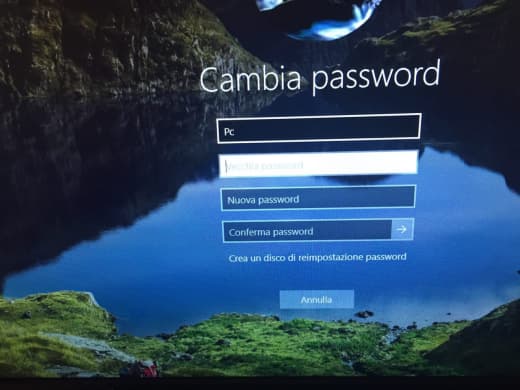 Cambia password
Pc
Vecchia password
Nuova password
Conferma password
Crea un disco di reimpostazione password
Annulla